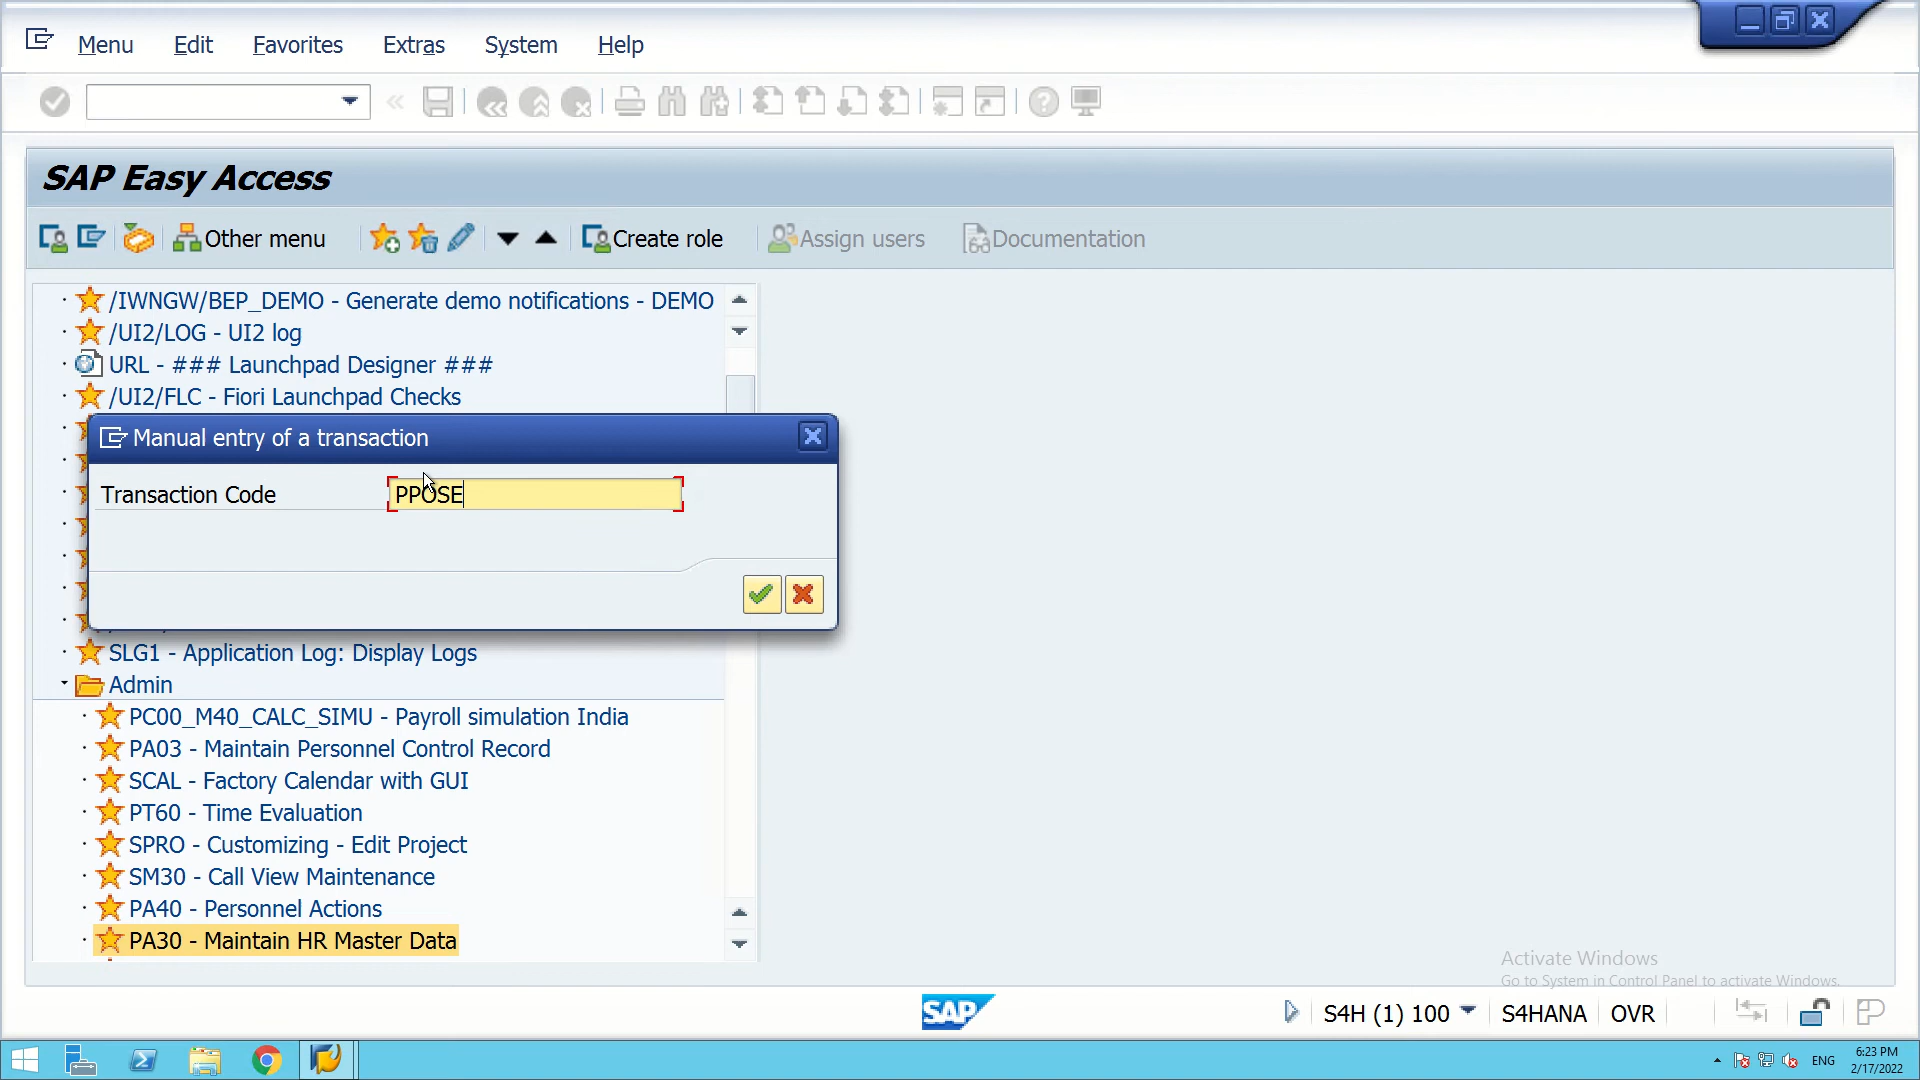 Menu Edit Favorites Extras System Help
SAP Easy Access
Other menu Create role Assign users Documentation
/IWNGW/BEP_DEMO - Generate demo notifications - DEMO
/UI2/LOG - UI2 log
URL - ### Launchpad Designer ###
/UI2/FLC - Fiori Launchpad Checks
Manual entry of a transaction
Transaction Code PPOSE
SLG1 - Application Log: Display Logs
Admin
PC00_M40_CALC_SIMU - Payroll simulation India
PA03 - Maintain Personnel Control Record
SCAL - Factory Calendar with GUI
PT60 - Time Evaluation
SPRO - Customizing - Edit Project
SM30 - Call View Maintenance
PA40 - Personnel Actions
PA30 - Maintain HR Master Data
Activate Windows
Go to System in Control Panel to activate Windows.
SAP S4H (1) 100 S4HANA OVR
ENG 6:23 PM
2/17/2022